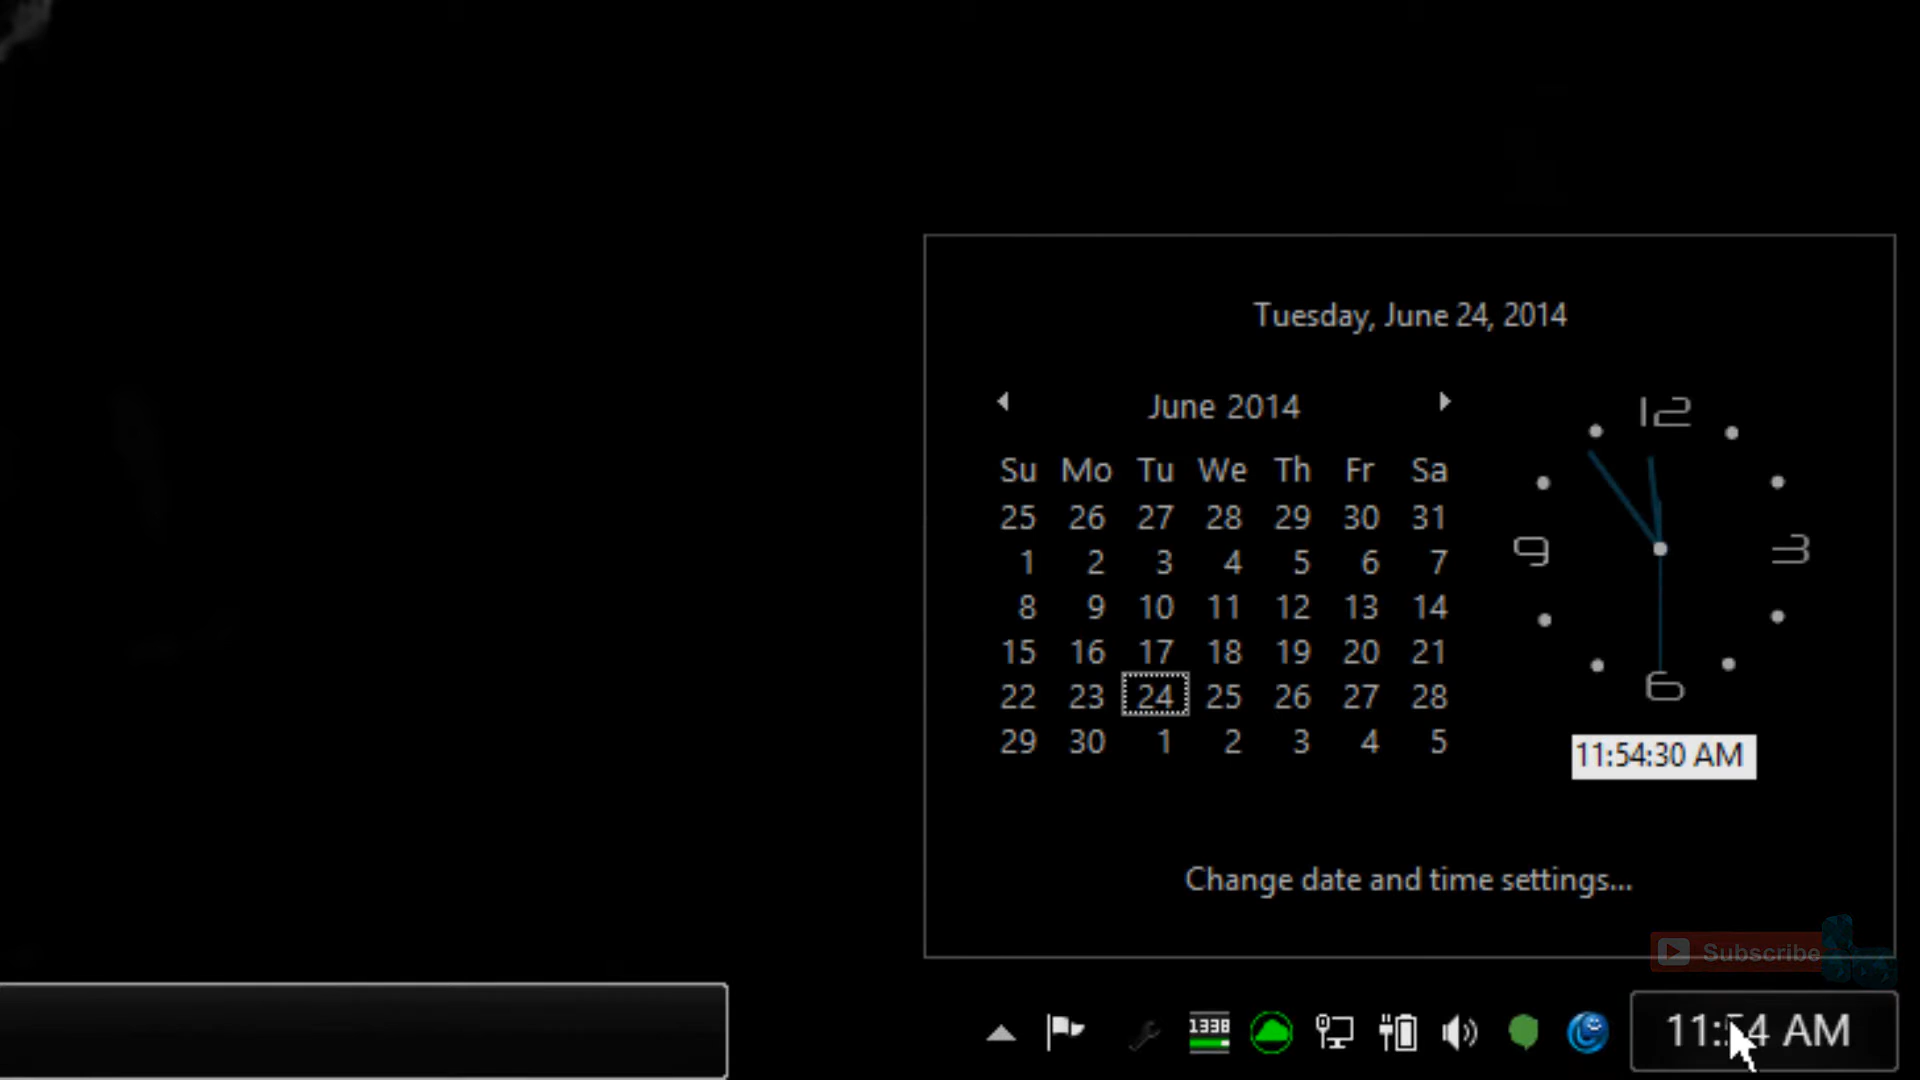 Tuesday, June 24, 2014
June 2014
Su Mo Tu We Th Fr Sa
25 26 27 28 29 30 31
1 2 3 4 5 6 7
8 9 10 11 12 13 14
15 16 17 18 19 20 21
22 23 24 25 26 27 28
29 30 1 2 3 4 5
12
9 3
6
11:54:30 AM
Change date and time settings...
Subscribe
1338
11:54 AM